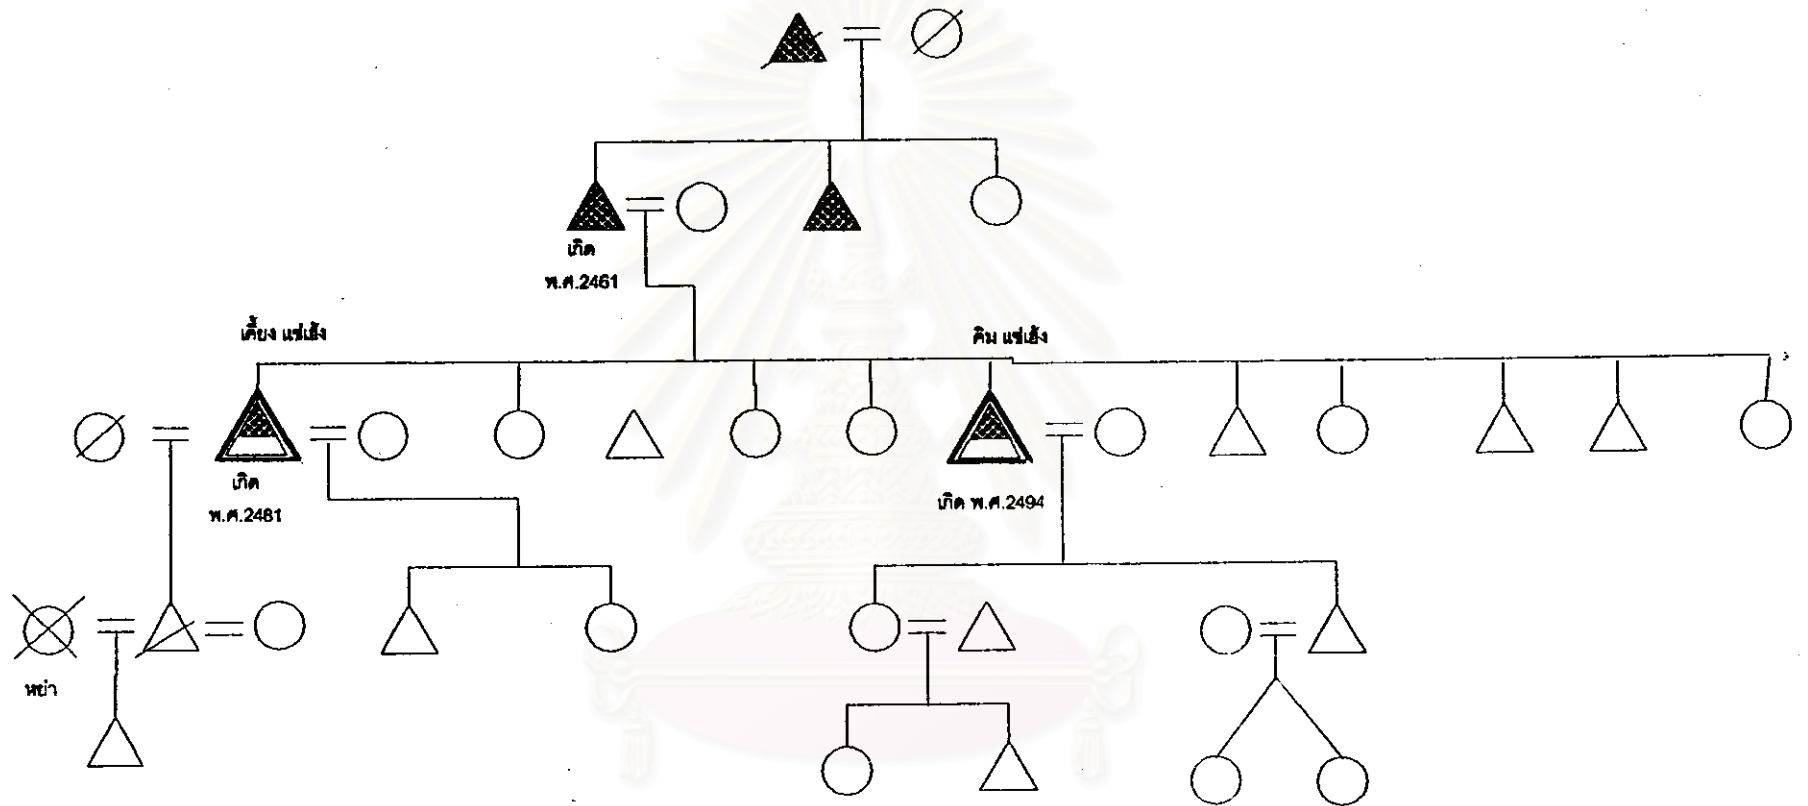 เกิด
พ.ศ.2461
เคี้ยง แซ่เฮ้ง
คิม แซ่เฮ้ง
เกิด
พ.ศ.2481
เกิด พ.ศ.2494
หย่า